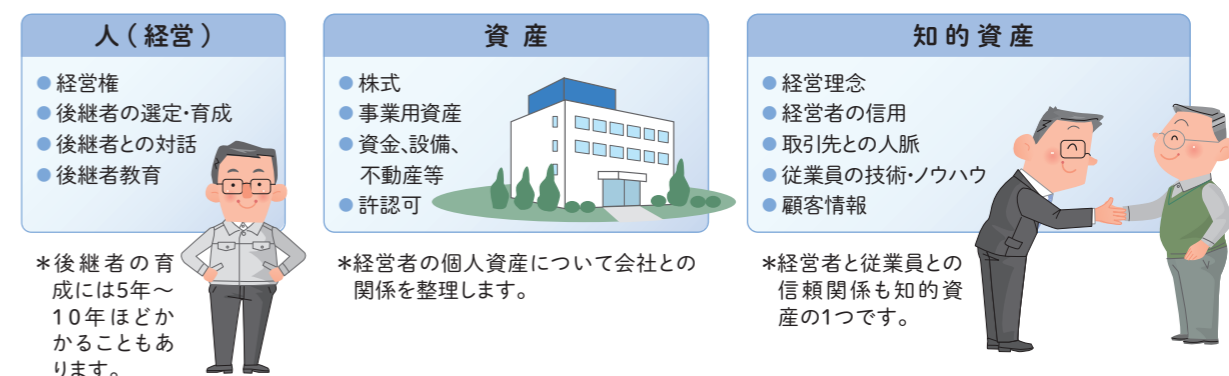 人(経営)
● 経営権
● 後継者の選定・育成
● 後継者との対話
● 後継者教育
*後継者の育
成には5年〜
10年ほどか
かることもあ
ります。
資産
● 株式
● 事業用資産
● 資金、設備、
不動産等
● 許認可
*経営者の個人資産について会社との
関係を整理します。
知的資産
● 経営理念
● 経営者の信用
● 取引先との人脈
● 従業員の技術・ノウハウ
● 顧客情報
*経営者と従業員との
信頼関係も知的資
産の1つです。